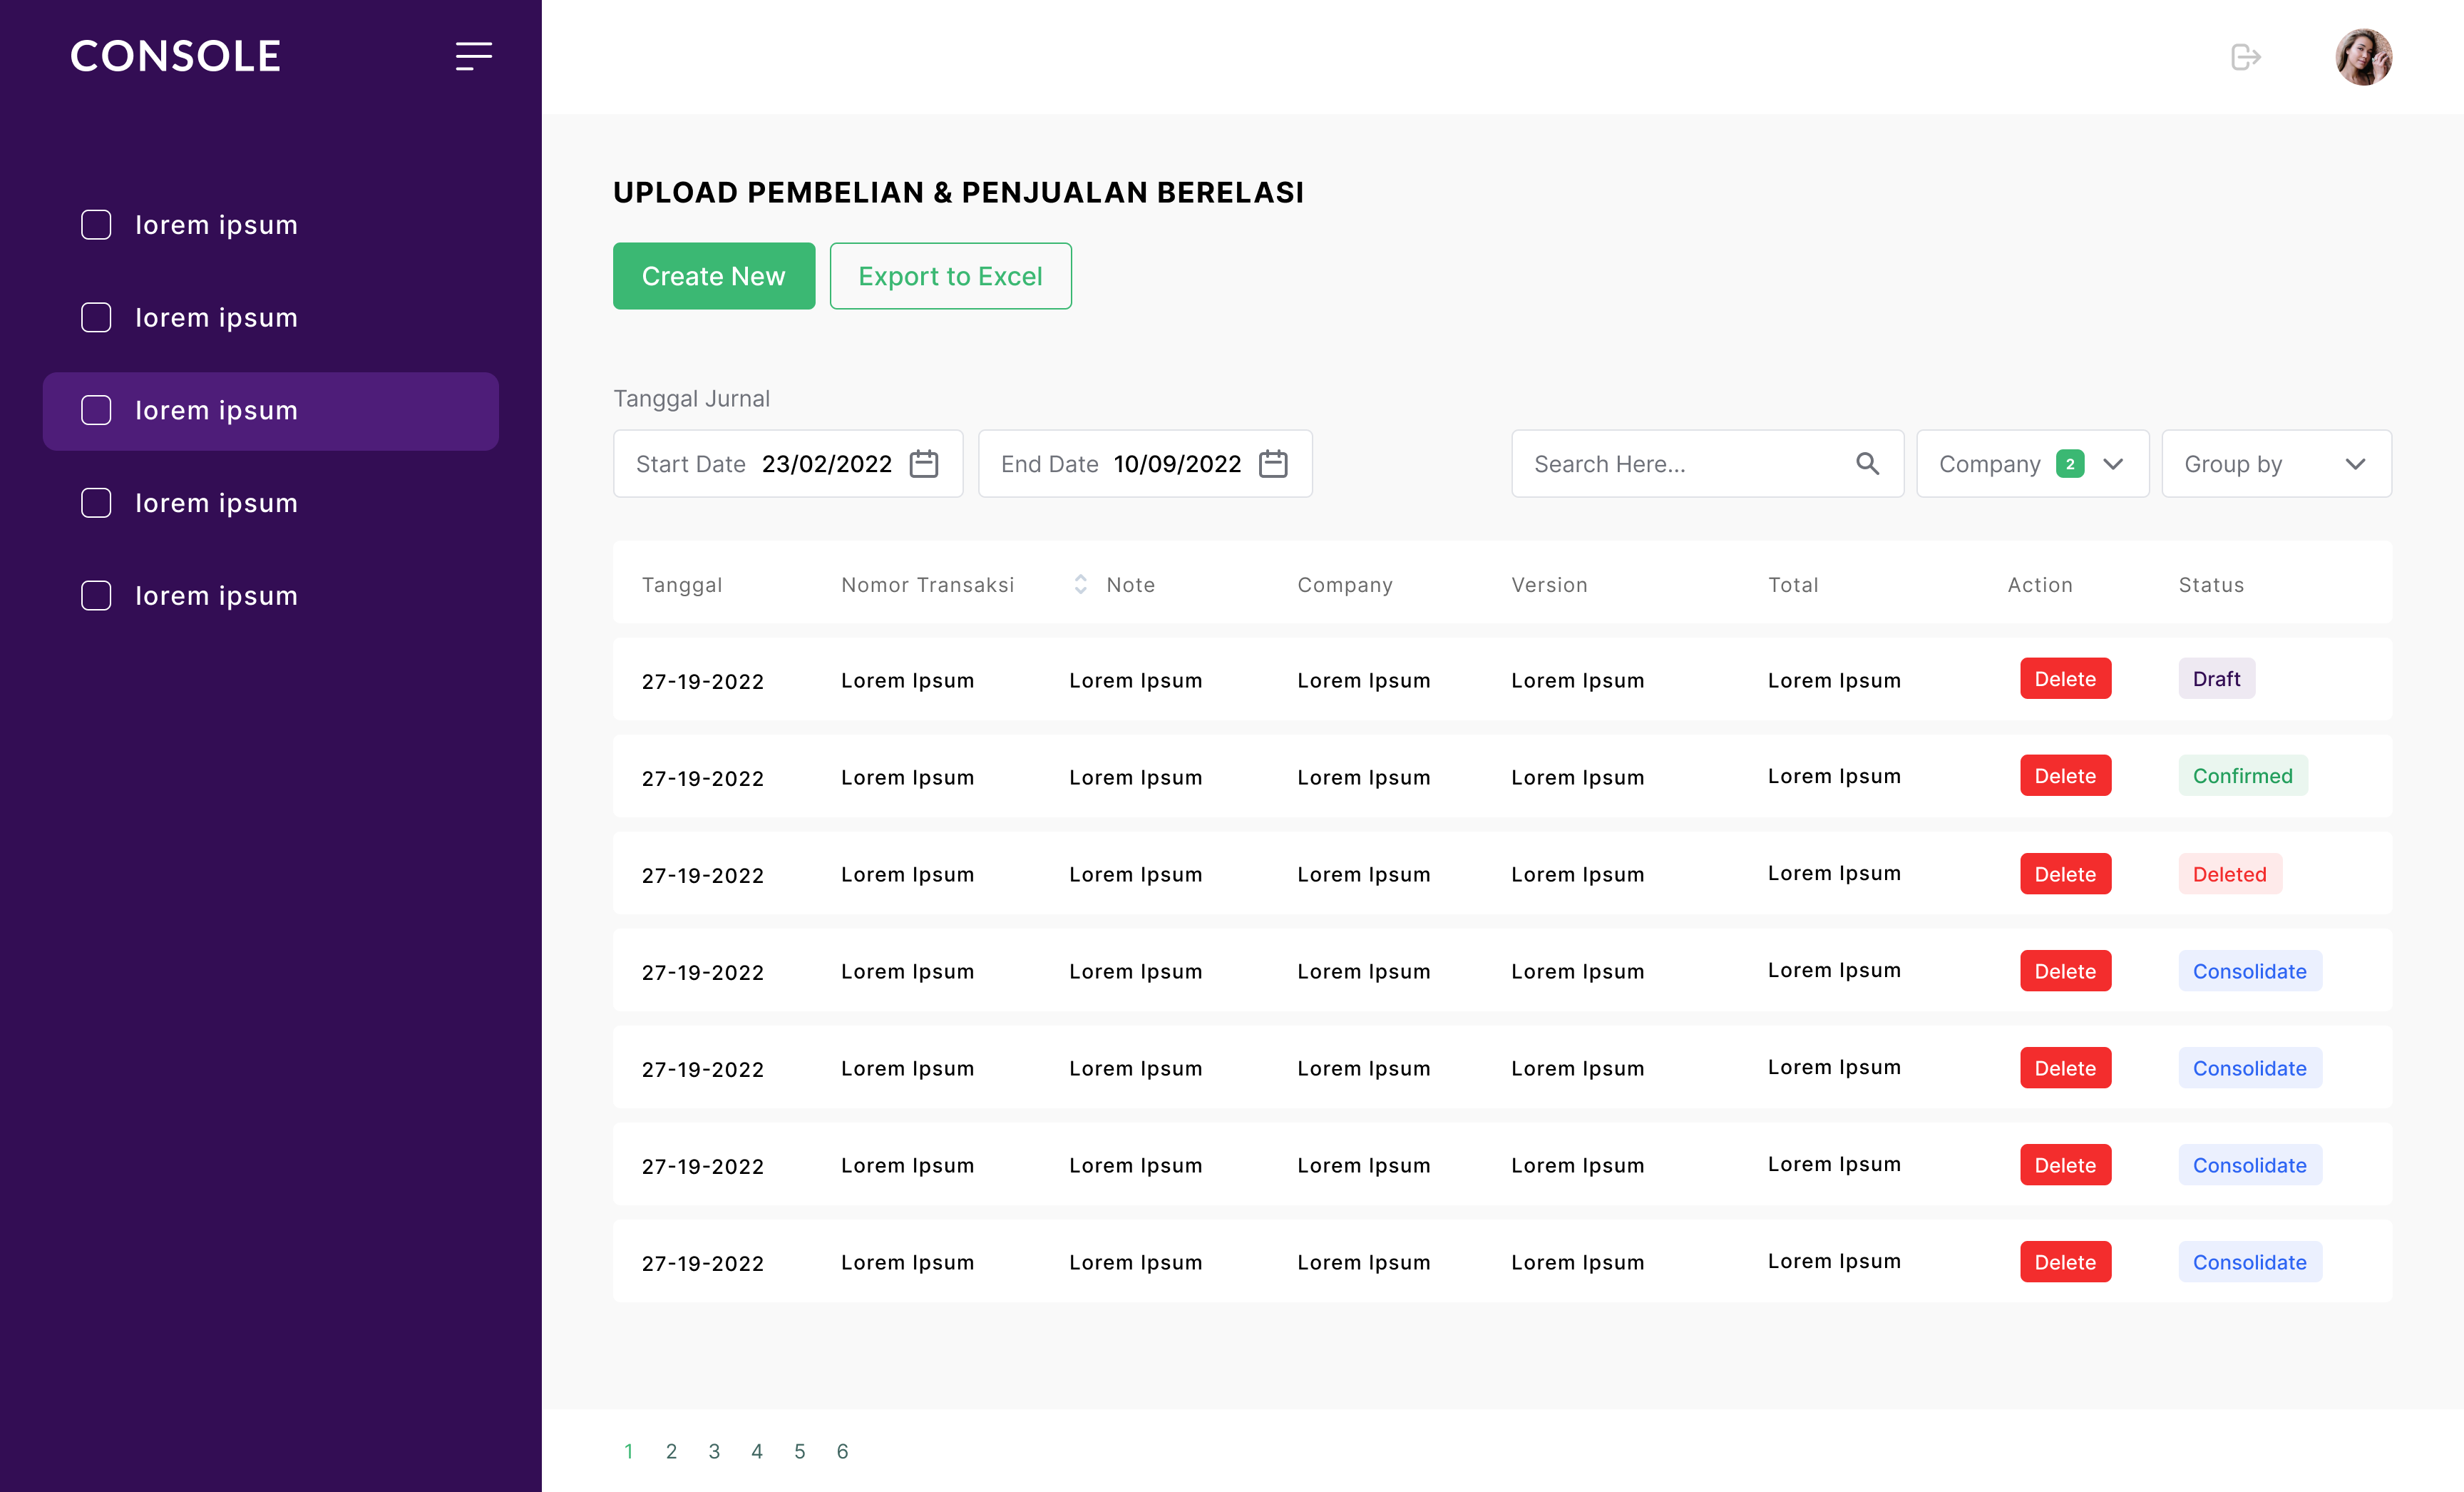 CONSOLE
lorem ipsum
lorem ipsum
lorem ipsum
lorem ipsum
lorem ipsum
UPLOAD PEMBELIAN & PENJUALAN BERELASI
Create New
Export to Excel
Tanggal Jurnal
Start Date 23/02/2022
End Date 10/09/2022
Search Here...
Company 2
Group by
Tanggal Nomor Transaksi Note Company Version Total Action Status
27-19-2022 Lorem Ipsum Lorem Ipsum Lorem Ipsum Lorem Ipsum Lorem Ipsum Delete Draft
27-19-2022 Lorem Ipsum Lorem Ipsum Lorem Ipsum Lorem Ipsum Lorem Ipsum Delete Confirmed
27-19-2022 Lorem Ipsum Lorem Ipsum Lorem Ipsum Lorem Ipsum Lorem Ipsum Delete Deleted
27-19-2022 Lorem Ipsum Lorem Ipsum Lorem Ipsum Lorem Ipsum Lorem Ipsum Delete Consolidate
27-19-2022 Lorem Ipsum Lorem Ipsum Lorem Ipsum Lorem Ipsum Lorem Ipsum Delete Consolidate
27-19-2022 Lorem Ipsum Lorem Ipsum Lorem Ipsum Lorem Ipsum Lorem Ipsum Delete Consolidate
27-19-2022 Lorem Ipsum Lorem Ipsum Lorem Ipsum Lorem Ipsum Lorem Ipsum Delete Consolidate
1 2 3 4 5 6